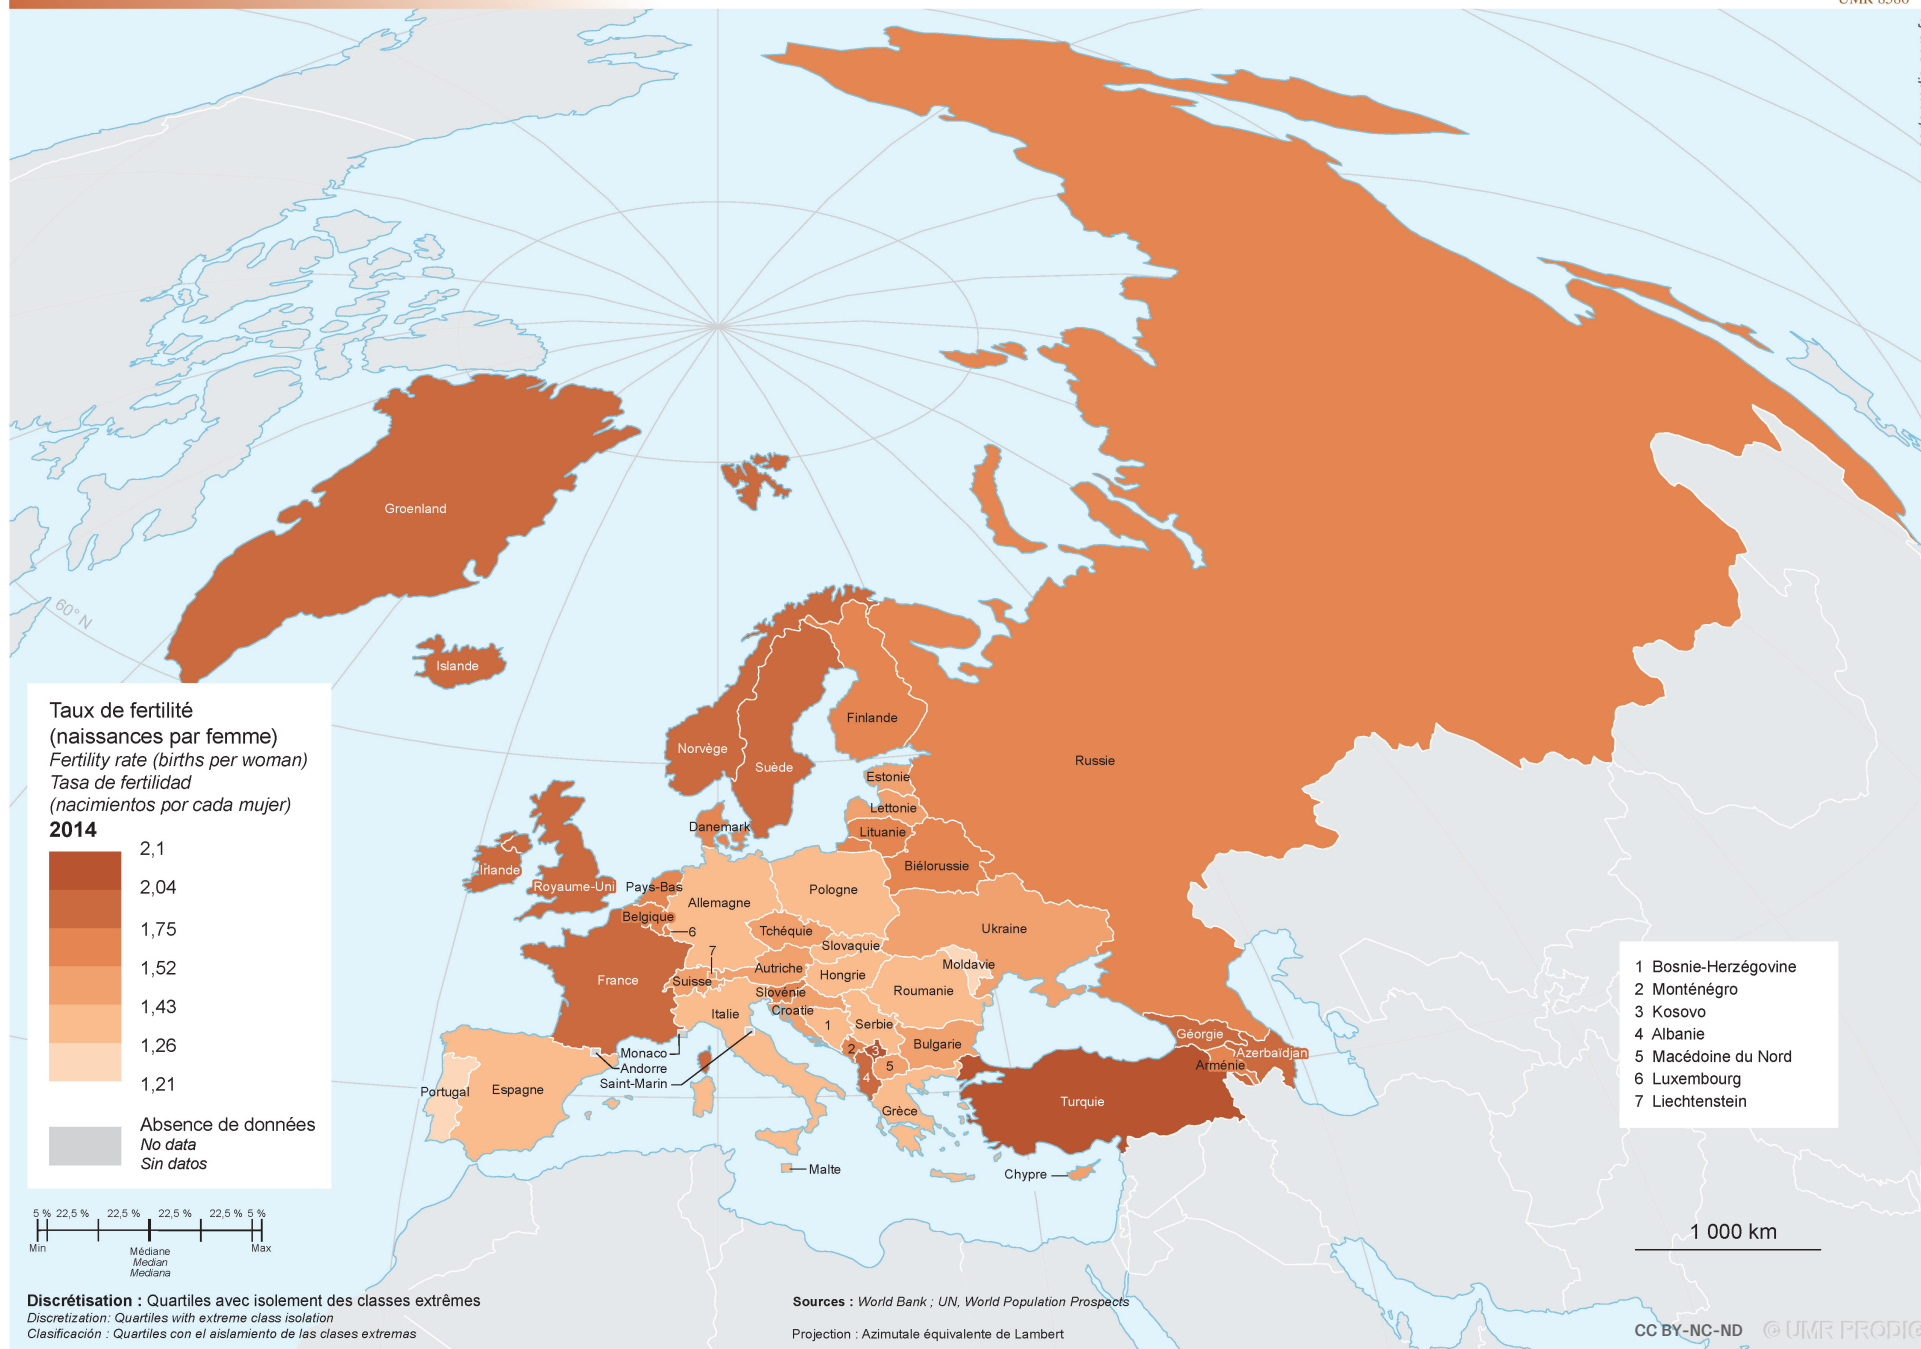 60° N
Groenland
Islande
Norvège
Suède
Finlande
Russie
Estonie
Lettonie
Danemark
Lituanie
Biélorussie
Irlande
Royaume-Uni
Pays-Bas
Belgique
Allemagne
Pologne
6
Tchéquie
Ukraine
7
Slovaquie
Moldavie
Autriche
Hongrie
France
Suisse
Slovénie
Roumanie
Croatie
Italie
1
Serbie
Géorgie
Bulgarie
2
3
Monaco
Azerbaïdjan
Andorre
5
Arménie
4
Saint-Marin
Portugal
Espagne
Turquie
Grèce
Malte
Chypre
Taux de fertilité
(naissances par femme)
Fertility rate (births per woman)
Tasa de fertilidad
(nacimientos por cada mujer)
2014
2,1
2,04
1,75
1,52
1,43
1,26
1,21
Absence de données
No data
Sin datos
5 % 22,5 % 22,5 % 22,5 % 22,5 % 5 %
Min Médiane Max
Median
Mediana
1 Bosnie-Herzégovine
2 Monténégro
3 Kosovo
4 Albanie
5 Macédoine du Nord
6 Luxembourg
7 Liechtenstein
1 000 km
Discrétisation : Quartiles avec isolement des classes extrêmes
Discretization: Quartiles with extreme class isolation
Clasificación : Quartiles con el aislamiento de las clases extremas
Sources : World Bank ; UN, World Population Prospects
Projection : Azimutale équivalente de Lambert
CC BY-NC-ND © UMR PRODIG